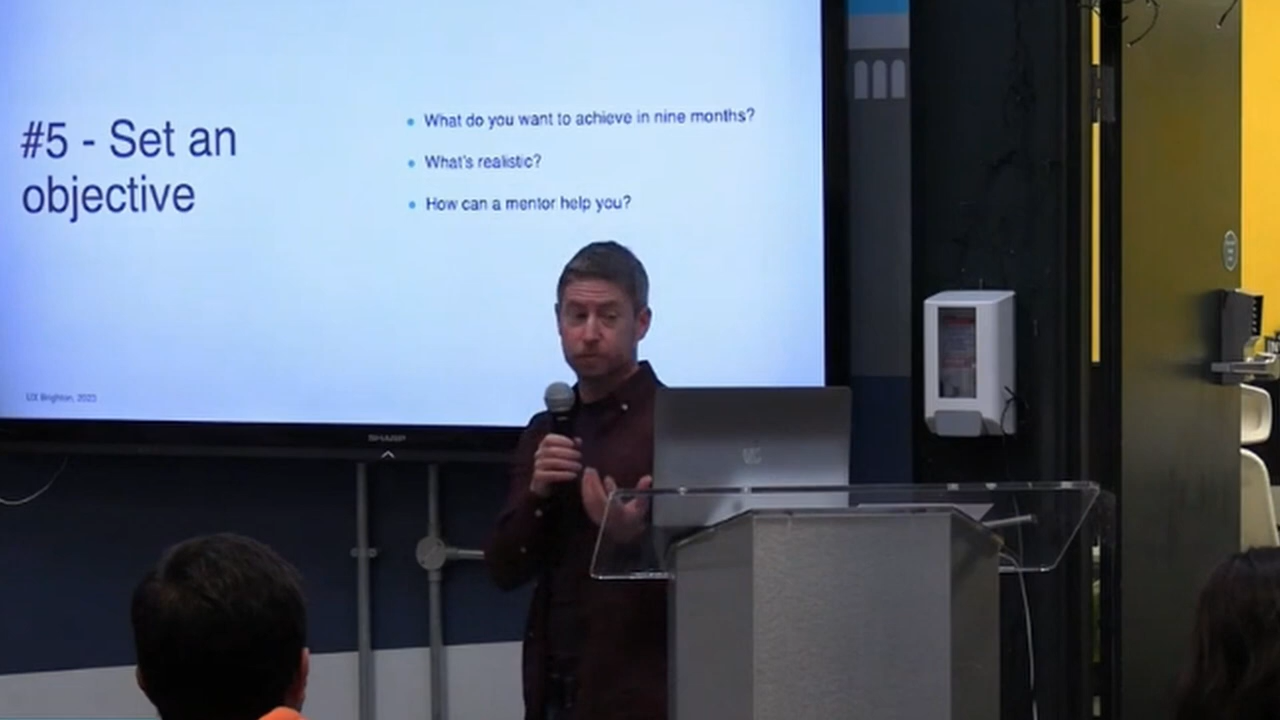 #5 - Set an
objective
What do you want to achieve in nine months?
What's realistic?
How can a mentor help you?
UX Brighton, 2023
SHARP